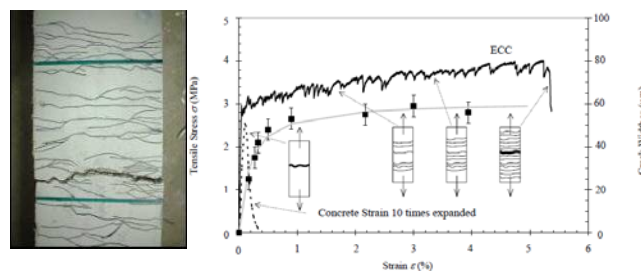 5
4
3
2
1
0
Tensile Stress σ (MPa)
ECC
Concrete Strain 10 times expanded
100
80
60
40
20
0
0 1 2 3 4 5 6
Strain ε (%)